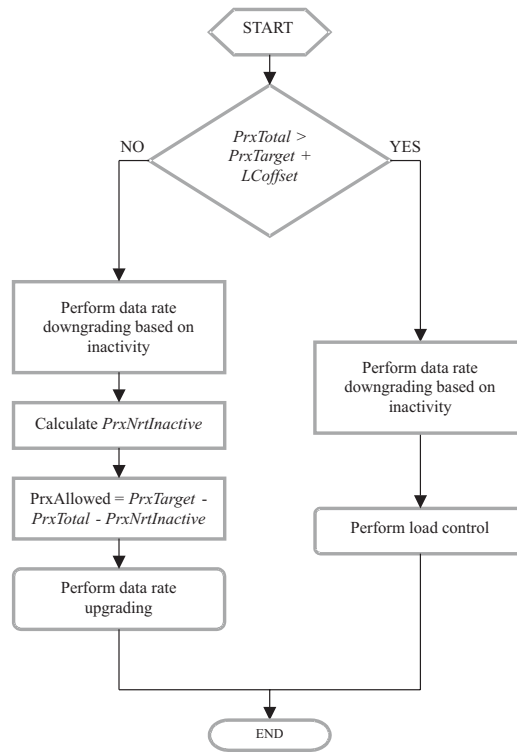 START
PrxTotal >
PrxTarget +
LCoffset
NO
YES
Perform data rate
downgrading based on
inactivity
Calculate PrxNrtInactive
PrxAllowed = PrxTarget -
PrxTotal - PrxNrtInactive
Perform data rate
upgrading
Perform data rate
downgrading based on
inactivity
Perform load control
END